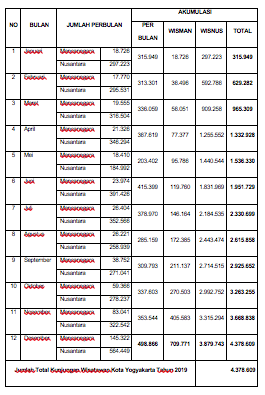 AKUMULASI
NO BULAN JUMLAH PERBULAN PER BULAN WISMAN WISNUS TOTAL
1 Januari Mancanegara 18.726 315.949 18.726 297.223 315.949
Nusantara 297.223
2 Februari Mancanegara 17.770 313.301 36.496 592.786 629.282
Nusantara 295.531
3 Maret Mancanegara 19.555 336.059 56.051 909.258 965.309
Nusantara 316.504
4 April Mancanegara 21.326 367.619 77.377 1.255.552 1.332.928
Nusantara 346.294
5 Mei Mancanegara 18.410 203.402 95.786 1.440.544 1.536.330
Nusantara 184.992
6 Juni Mancanegara 23.974 415.399 119.760 1.831.969 1.951.729
Nusantara 391.426
7 Juli Mancanegara 26.404 378.970 146.164 2.184.535 2.330.699
Nusantara 352.566
8 Agustus Mancanegara 26.221 285.159 172.385 2.443.474 2.615.858
Nusantara 258.939
9 September Mancanegara 38.752 309.793 211.137 2.714.515 2.925.652
Nusantara 271.041
10 Oktober Mancanegara 59.366 337.603 270.503 2.992.752 3.263.255
Nusantara 278.237
11 November Mancanegara 83.041 353.544 405.583 3.315.294 3.668.838
Nusantara 322.542
12 Desember Mancanegara 145.322 498.866 709.771 3.879.743 4.378.609
Nusantara 564.449
Jumlah Total Kunjungan Wisatawan Kota Yogyakarta Tahun 2019 4.378.609